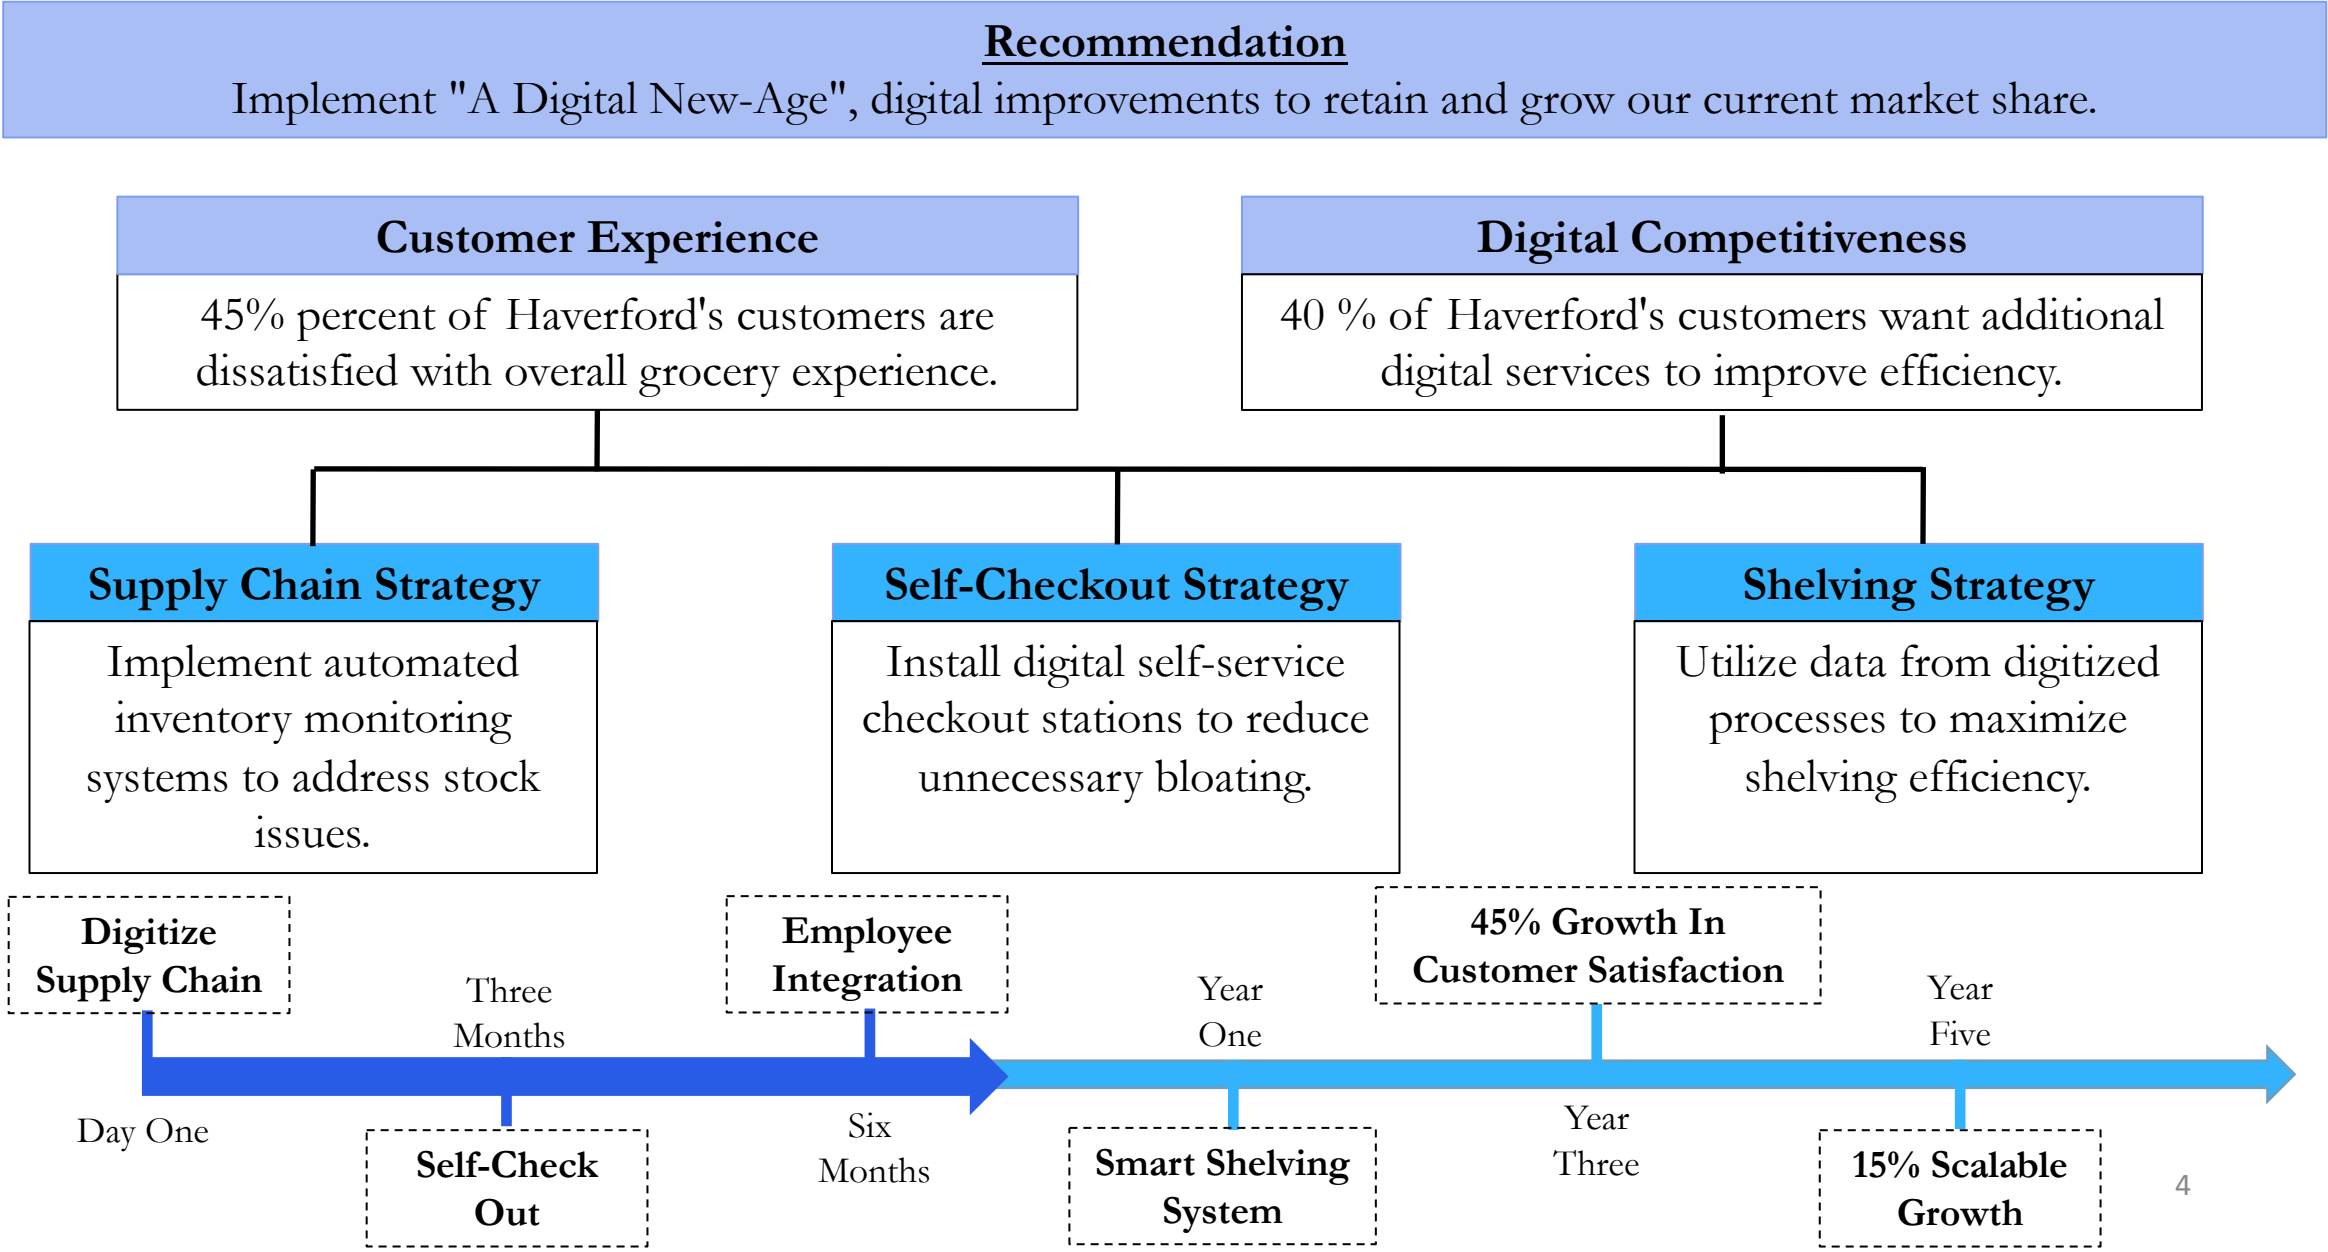 Recommendation
Implement "A Digital New-Age", digital improvements to retain and grow our current market share.
Customer Experience
45% percent of Haverford's customers are
dissatisfied with overall grocery experience.
Digital Competitiveness
40 % of Haverford's customers want additional
digital services to improve efficiency.
Supply Chain Strategy
Implement automated
inventory monitoring
systems to address stock
issues.
Self-Checkout Strategy
Install digital self-service
checkout stations to reduce
unnecessary bloating.
Shelving Strategy
Utilize data from digitized
processes to maximize
shelving efficiency.
Digitize
Supply Chain
Day One
Three
Months
Self-Check
Out
Employee
Integration
Six
Months
Year
One
Smart Shelving
System
45% Growth In
Customer Satisfaction
Year
Three
Year
Five
15% Scalable
Growth
4